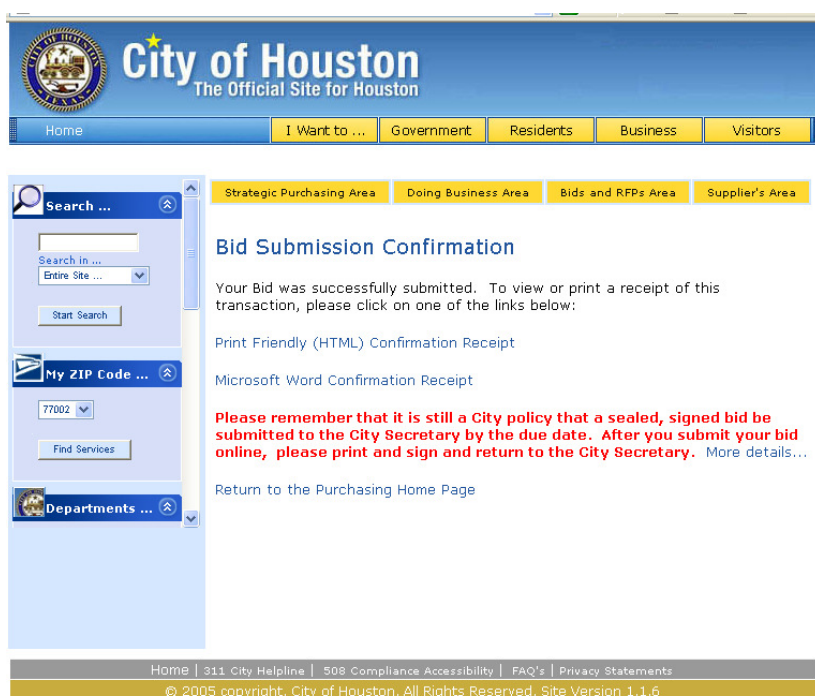 City of Houston
The Official Site for Houston
Home
I Want to ...
Government
Residents
Business
Visitors
Search ...
Search in ...
Entire Site ...
Start Search
My ZIP Code ...
77002
Find Services
Departments ...
Strategic Purchasing Area
Doing Business Area
Bids and RFPs Area
Supplier's Area
Bid Submission Confirmation
Your Bid was successfully submitted. To view or print a receipt of this
transaction, please click on one of the links below:
Print Friendly (HTML) Confirmation Receipt
Microsoft Word Confirmation Receipt
Please remember that it is still a City policy that a sealed, signed bid be
submitted to the City Secretary by the due date. After you submit your bid
online, please print and sign and return to the City Secretary. More details...
Return to the Purchasing Home Page
Home | 311 City Helpline | 508 Compliance Accessibility | FAQ's | Privacy Statements
© 2005 copyright. City of Houston. All Rights Reserved. Site Version 1.1.6